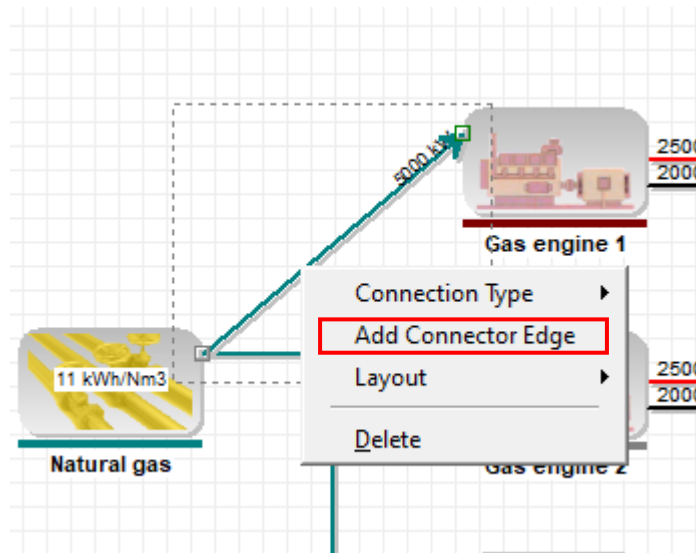 5000 kW
2500
2000
Gas engine 1
Connection Type
Add Connector Edge
Layout
Delete
11 kWh/Nm3
2500
2000
Natural gas
Gas engine 2